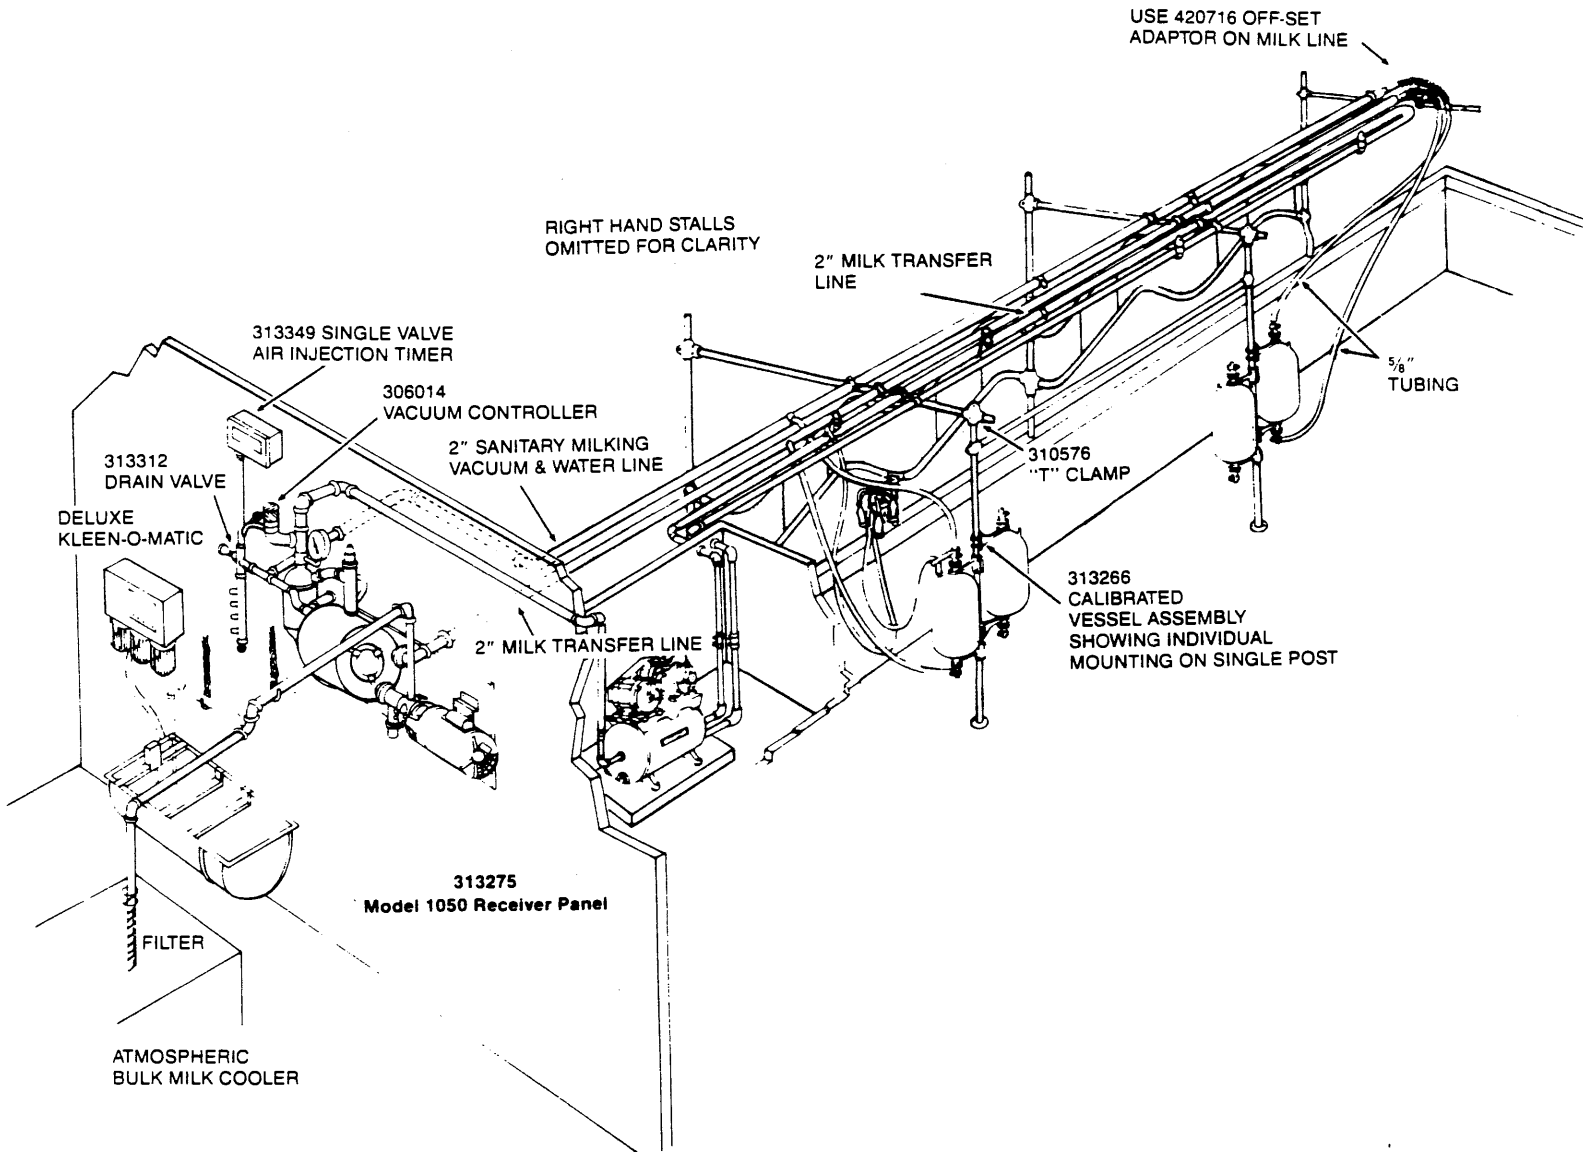 USE 420716 OFF-SET
ADAPTOR ON MILK LINE
RIGHT HAND STALLS
OMITTED FOR CLARITY
2" MILK TRANSFER
LINE
313349 SINGLE VALVE
AIR INJECTION TIMER
306014
VACUUM CONTROLLER
5/8"
TUBING
2" SANITARY MILKING
VACUUM & WATER LINE
310576
"T" CLAMP
313312
DRAIN VALVE
DELUXE
KLEEN-O-MATIC
313266
CALIBRATED
VESSEL ASSEMBLY
SHOWING INDIVIDUAL
MOUNTING ON SINGLE POST
2" MILK TRANSFER LINE
313275
Model 1050 Receiver Panel
FILTER
ATMOSPHERIC
BULK MILK COOLER